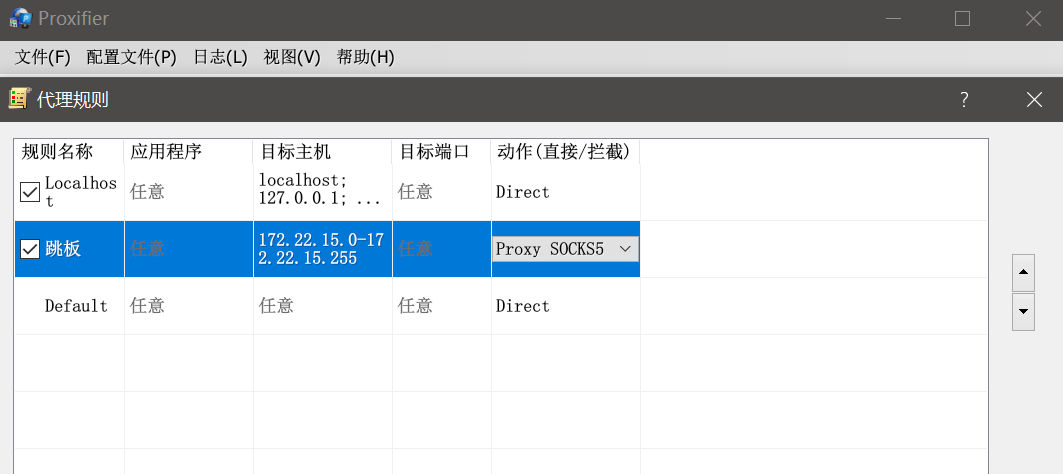 Proxifier
文件(F) 配置文件(P) 日志(L) 视图(V) 帮助(H)
代理规则 ?
规则名称 应用程序 目标主机 目标端口 动作(直接/拦截)
Localhos
t 任意 localhost;
127.0.0.1; ... 任意 Direct
跳板 任意 172.22.15.0-17
2.22.15.255 任意 Proxy SOCKS5
Default 任意 任意 任意 Direct